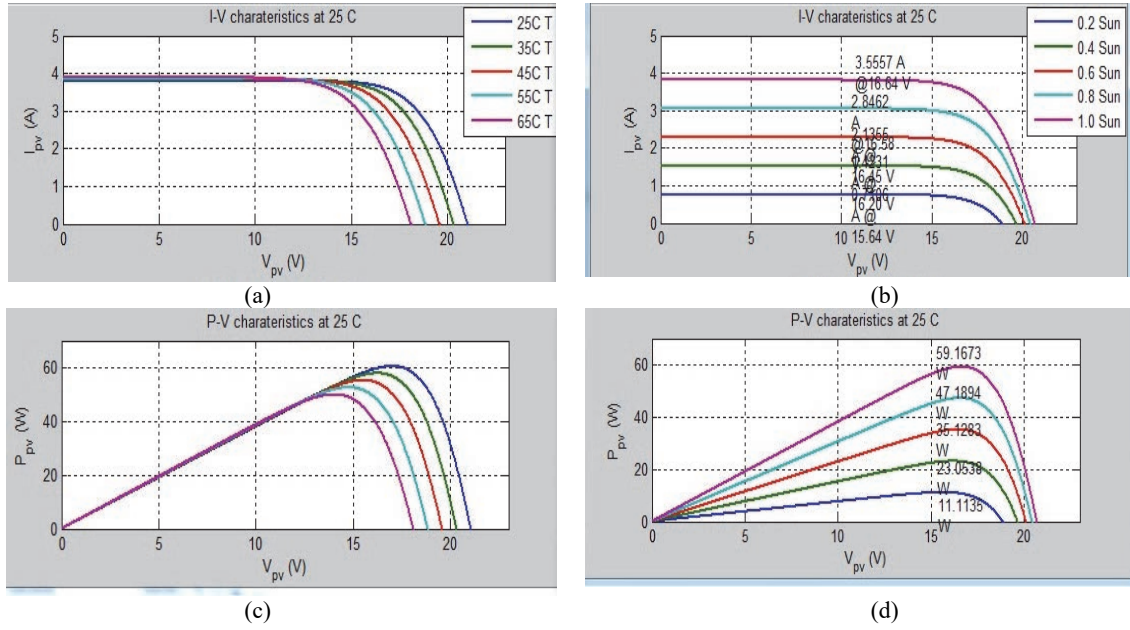 I-V charateristics at 25 C
25C T
35C T
45C T
55C T
65C T
5
4
3
2
1
0
I_pv (A)
0
5
10
15
20
V_pv (V)
(a)
I-V charateristics at 25 C
0.2 Sun
0.4 Sun
0.6 Sun
0.8 Sun
1.0 Sun
5
4
3
2
1
0
I_pv (A)
3.5557 A
@16.64 V
2.8462
A
2.1355
@16.58
A @
16.45 V
A @
16.20 V
A @
15.64 V
0
5
10
15
20
V_pv (V)
(b)
P-V charateristics at 25 C
60
40
20
0
P_pv (W)
0
5
10
15
20
V_pv (V)
(c)
P-V charateristics at 25 C
60
40
20
0
P_pv (W)
59.1673
W
47.1894
W
35.1283
W
23.0538
W
11.1135
W
0
5
10
15
20
V_pv (V)
(d)